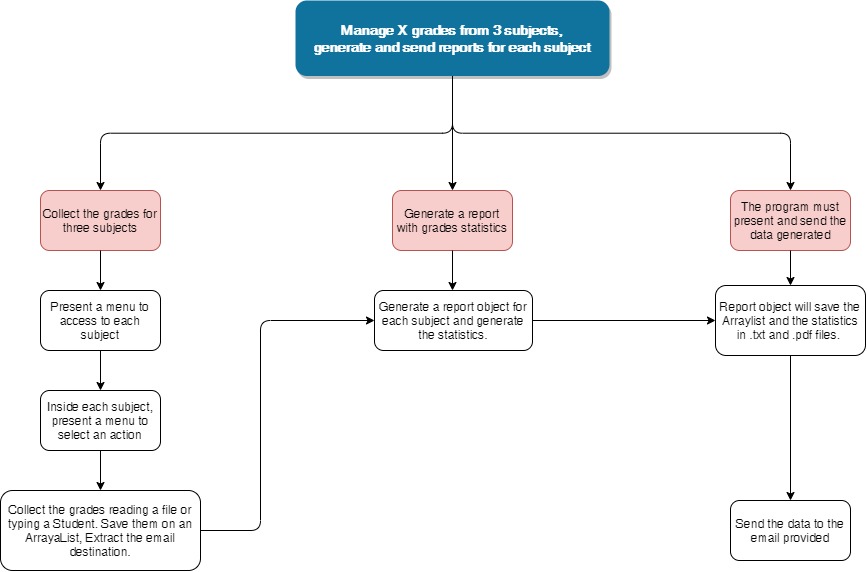 Manage X grades from 3 subjects,
generate and send reports for each subject
Collect the grades for
three subjects
Generate a report
with grades statistics
The program must
present and send the
data generated
Present a menu to
access to each
subject
Generate a report object for
each subject and generate
the statistics.
Report object will save the
Arraylist and the statistics
in .txt and .pdf files.
Inside each subject,
present a menu to
select an action
Collect the grades reading a file or
typing a Student. Save them on an
ArrayaList, Extract the email
destination.
Send the data to the
email provided